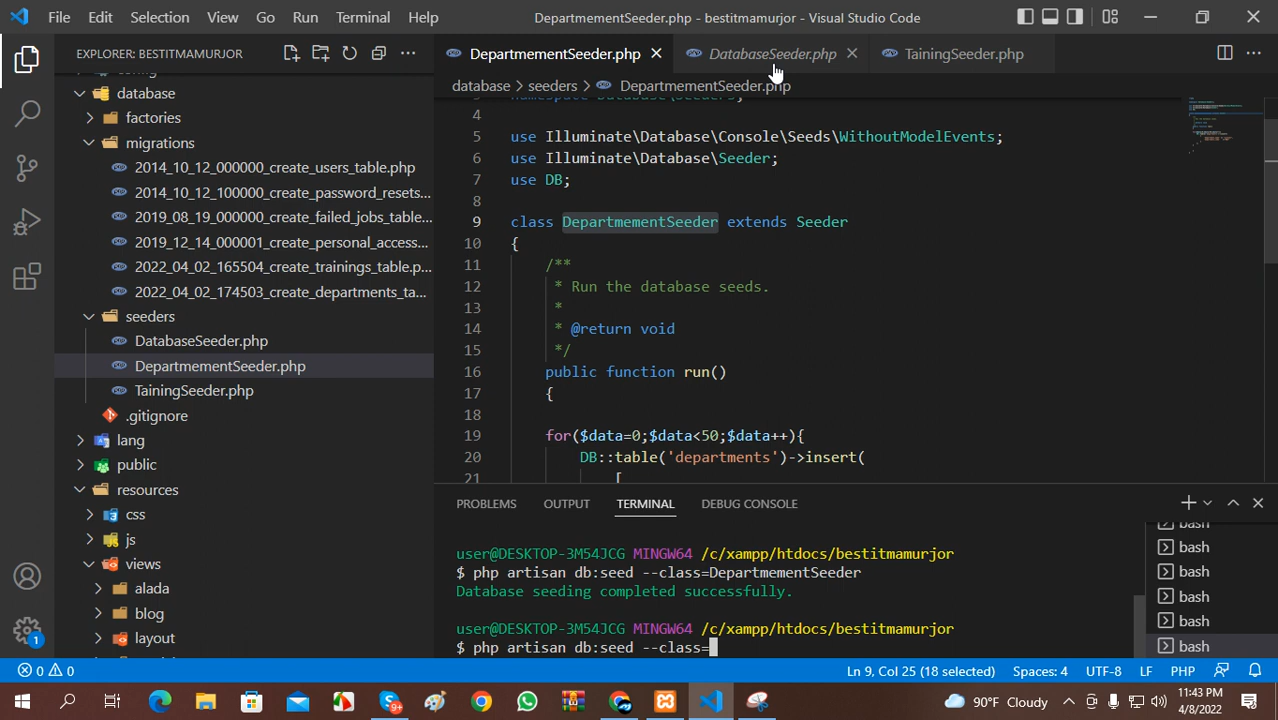 File Edit Selection View Go Run Terminal Help DepartmementSeeder.php - bestitmamurjor - Visual Studio Code
EXPLORER: BESTITMAMURJOR
DepartmementSeeder.php DatabaseSeeder.php TainingSeeder.php
database > seeders > DepartmementSeeder.php
config
database
factories
migrations
2014_10_12_000000_create_users_table.php
2014_10_12_100000_create_password_resets...
2019_08_19_000000_create_failed_jobs_table...
2019_12_14_000001_create_personal_access...
2022_04_02_165504_create_trainings_table.p...
2022_04_02_174503_create_departments_ta...
seeders
DatabaseSeeder.php
DepartmementSeeder.php
TainingSeeder.php
.gitignore
lang
public
resources
css
js
views
alada
blog
layout
namespace Database\Seeders;
4
5 use Illuminate\Database\Console\Seeds\WithoutModelEvents;
6 use Illuminate\Database\Seeder;
7 use DB;
8
9 class DepartmementSeeder extends Seeder
10 {
11 /**
12 * Run the database seeds.
13 *
14 * @return void
15 */
16 public function run()
17 {
18
19 for($data=0;$data<50;$data++){
20 DB::table('departments')->insert(
21 [
PROBLEMS OUTPUT TERMINAL DEBUG CONSOLE
user@DESKTOP-3M54JCG MINGW64 /c/xampp/htdocs/bestitmamurjor
$ php artisan db:seed --class=DepartmementSeeder
Database seeding completed successfully.
user@DESKTOP-3M54JCG MINGW64 /c/xampp/htdocs/bestitmamurjor
$ php artisan db:seed --class=
bash
bash
bash
bash
bash
bash
1
0 0 Ln 9, Col 25 (18 selected) Spaces: 4 UTF-8 LF PHP
90°F Cloudy 11:43 PM
4/8/2022